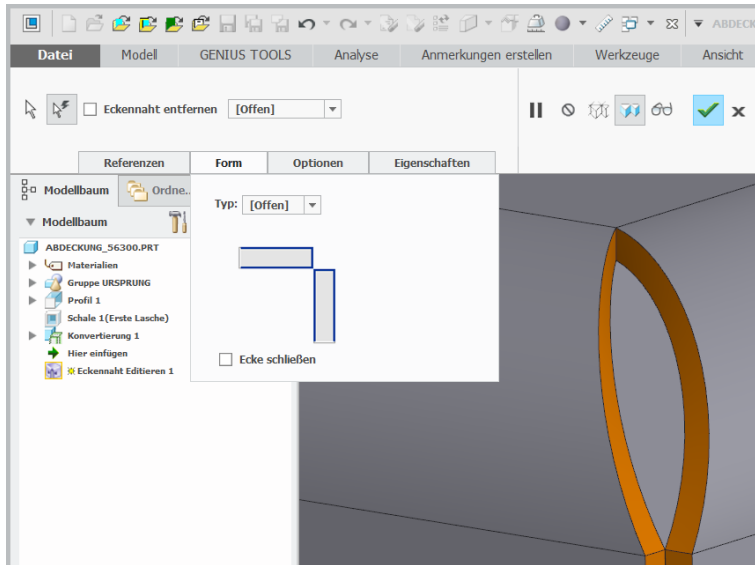 ABDECK
Datei Modell GENIUS TOOLS Analyse Anmerkungen erstellen Werkzeuge Ansicht
Eckennaht entfernen [Offen]
Referenzen Form Optionen Eigenschaften
Modellbaum Ordne..
Typ: [Offen]
Modellbaum
ABDECKUNG_56300.PRT
Materialien
Gruppe URSPRUNG
Profil 1
Schale 1(Erste Lasche)
Konvertierung 1
Hier einfügen
Ecke schließen
Eckennaht Editieren 1